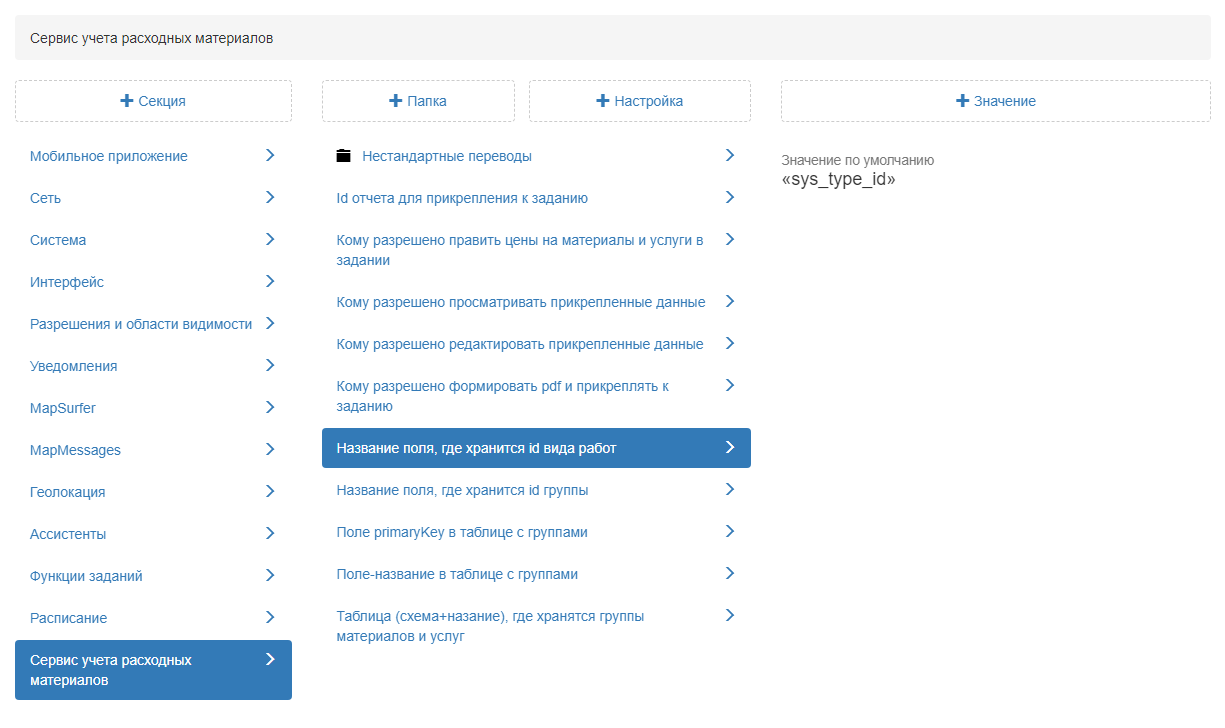 Сервис учета расходных материалов
Секция
Папка
Настройка
Значение
Мобильное приложение
Сеть
Система
Интерфейс
Разрешения и области видимости
Уведомления
MapSurfer
MapMessages
Геолокация
Ассистенты
Функции заданий
Расписание
Сервис учета расходных
материалов
Нестандартные переводы
Id отчета для прикрепления к заданию
Кому разрешено править цены на материалы и услуги в
задании
Кому разрешено просматривать прикрепленные данные
Кому разрешено редактировать прикрепленные данные
Кому разрешено формировать pdf и прикреплять к
заданию
Название поля, где хранится id вида работ
Название поля, где хранится id группы
Поле primaryKey в таблице с группами
Поле-название в таблице с группами
Таблица (схема+назание), где хранятся группы
материалов и услуг
Значение по умолчанию
«sys_type_id»